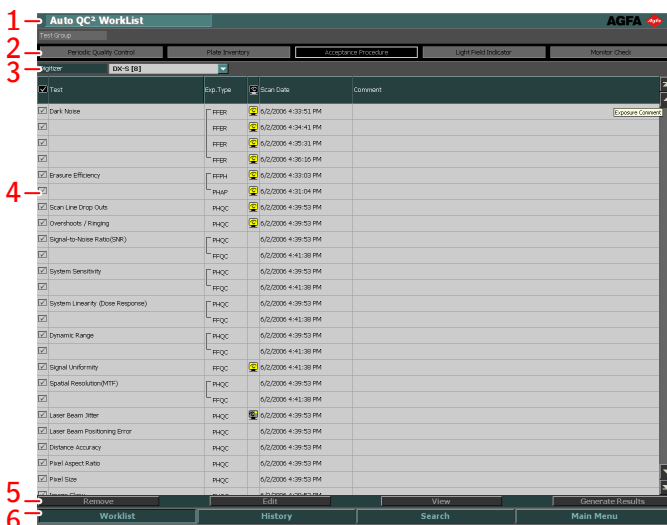 1 Auto QC² WorkList AGFA
Test Group
2 Periodic Quality Control Plate Inventory Acceptance Procedure Light Field Indicator Monitor Check
3 Digitizer DX-S [8]
Test Exp.Type Scan Date Comment
Dark Noise FFER 6/2/2006 4:33:51 PM Exposure Comment
FFER 6/2/2006 4:34:41 PM
FFER 6/2/2006 4:35:31 PM
FFER 6/2/2006 4:36:16 PM
Erasure Efficiency FFPH 6/2/2006 4:33:03 PM
4 PHAP 6/2/2006 4:31:04 PM
Scan Line Drop Outs PHQC 6/2/2006 4:39:53 PM
Overshoots / Ringing PHQC 6/2/2006 4:39:53 PM
Signal-to-Noise Ratio(SNR) PHQC 6/2/2006 4:39:53 PM
FFQC 6/2/2006 4:41:38 PM
System Sensitivity PHQC 6/2/2006 4:39:53 PM
FFQC 6/2/2006 4:41:38 PM
System Linearity (Dose Response) PHQC 6/2/2006 4:39:53 PM
FFQC 6/2/2006 4:41:38 PM
Dynamic Range PHQC 6/2/2006 4:39:53 PM
FFQC 6/2/2006 4:41:38 PM
Signal Uniformity FFQC 6/2/2006 4:41:38 PM
Spatial Resolution(MTF) PHQC 6/2/2006 4:39:53 PM
FFQC 6/2/2006 4:41:38 PM
Laser Beam Jitter PHQC 6/2/2006 4:39:53 PM
Laser Beam Positioning Error PHQC 6/2/2006 4:39:53 PM
Distance Accuracy PHQC 6/2/2006 4:39:53 PM
Pixel Aspect Ratio PHQC 6/2/2006 4:39:53 PM
Pixel Size PHQC 6/2/2006 4:39:53 PM
5 Remove Edit View Generate Results
6 Worklist History Search Main Menu